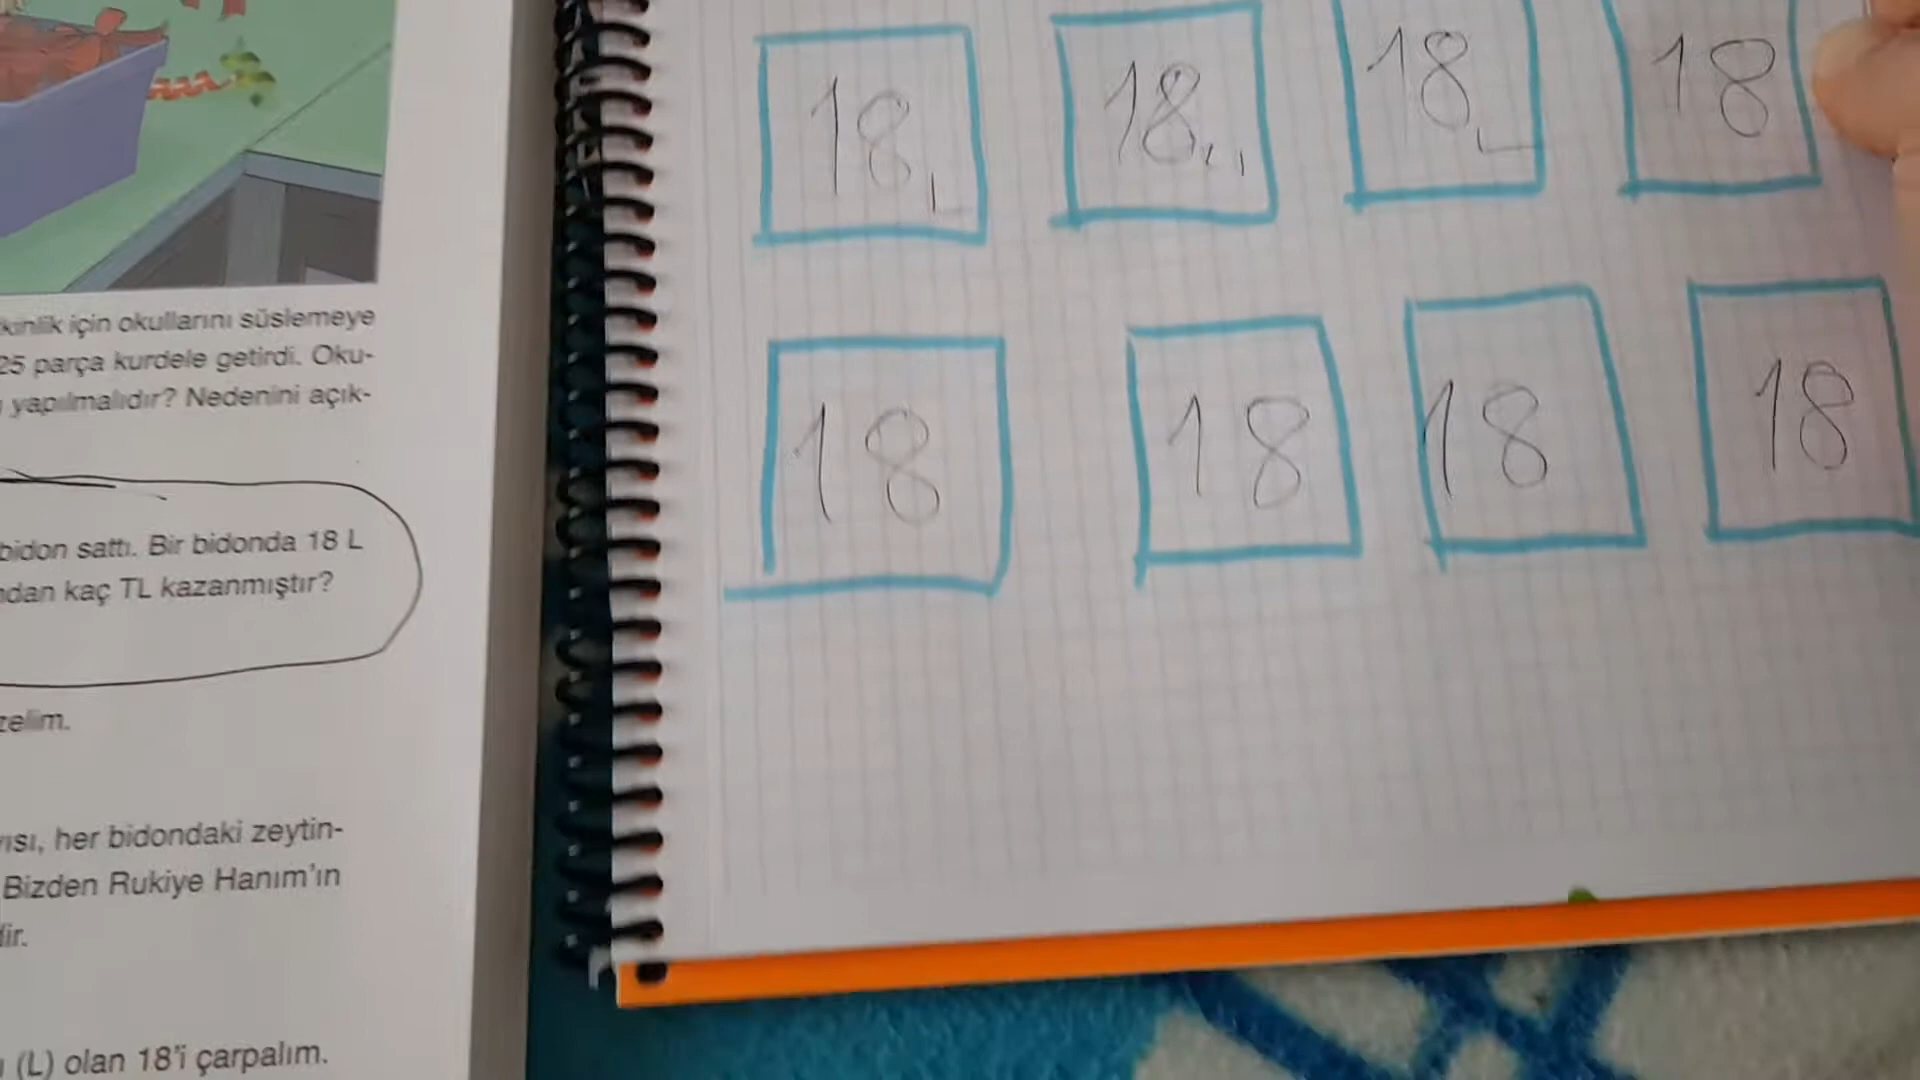 kinlik için okullarını süslemeye
25 parça kurdele getirdi. Oku-
yapılmalıdır? Nedenini açık-
bidon sattı. Bir bidonda 18 L
ndan kaç TL kazanmıştır?
zelim.
yısı, her bidondaki zeytin-
Bizden Rukiye Hanım'ın
dir.
(L) olan 18'i çarpalım.
18 L 18 L 18 L 18
18 18 18 18